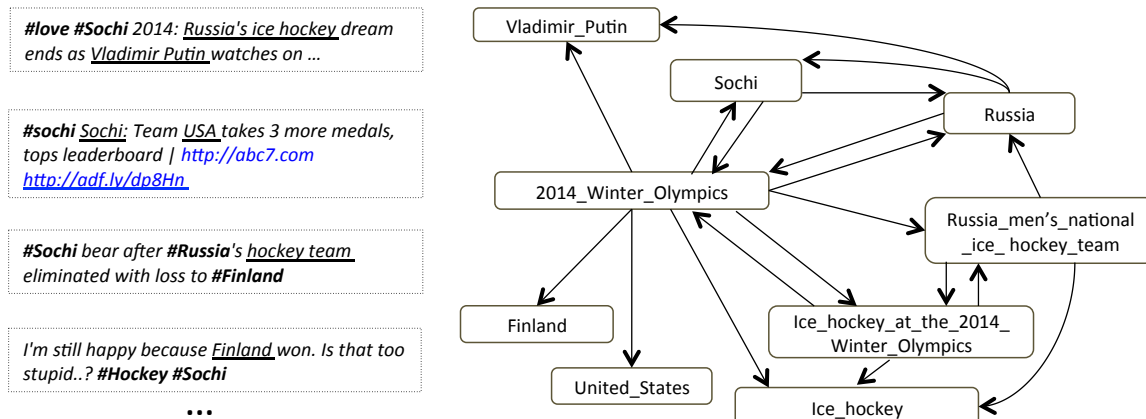 #love #Sochi 2014: Russia's ice hockey dream
ends as Vladimir Putin watches on …
#sochi Sochi: Team USA takes 3 more medals,
tops leaderboard | http://abc7.com
http://adf.ly/dp8Hn
#Sochi bear after #Russia's hockey team
eliminated with loss to #Finland
I'm still happy because Finland won. Is that too
stupid..? #Hockey #Sochi
...
Vladimir_Putin
Sochi
Russia
2014_Winter_Olympics
Russia_men's_national
_ice_ hockey_team
Finland
Ice_hockey_at_the_2014_
Winter_Olympics
United_States
Ice_hockey